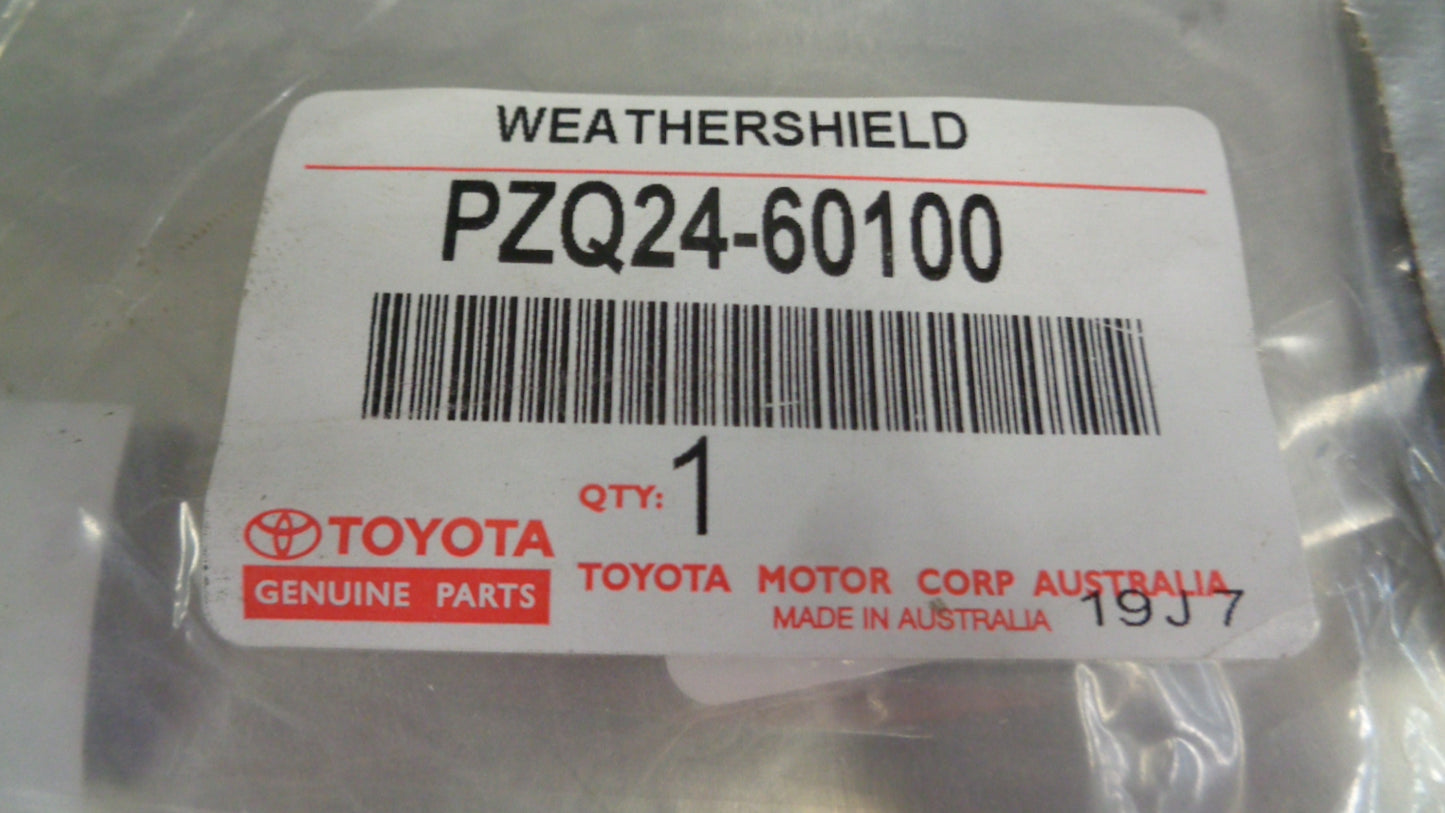 WEATHERSHIELD
PZQ24-60100
QTY: 1
TOYOTA
GENUINE PARTS
TOYOTA MOTOR CORP AUSTRALIA
MADE IN AUSTRALIA 19J7